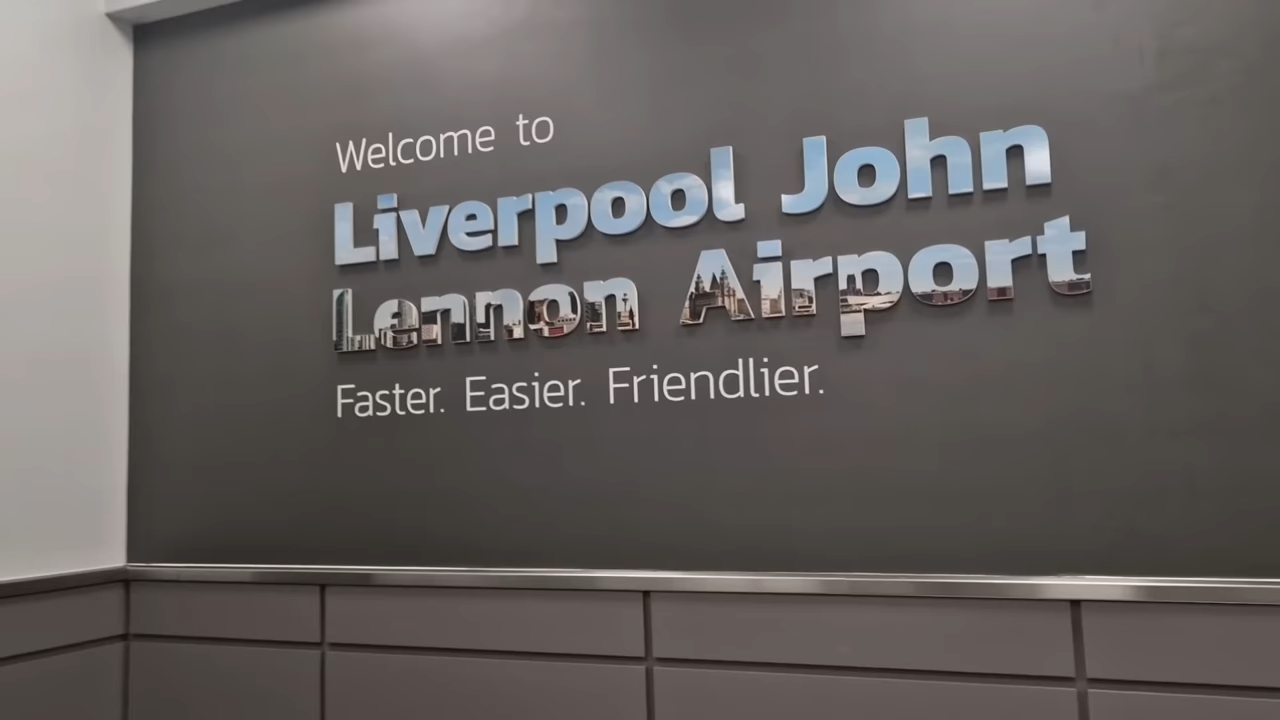 Welcome to
Liverpool John
Lennon Airport
Faster. Easier. Friendlier.